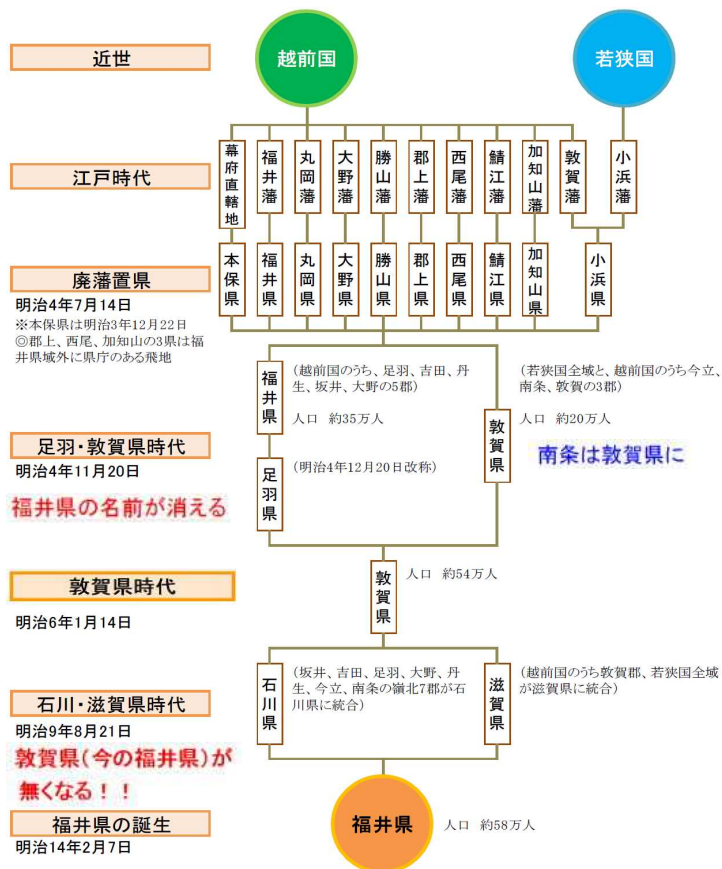 近世
越前国
若狭国
江戸時代
幕府直轄地
福井藩
丸岡藩
大野藩
勝山藩
郡上藩
西尾藩
鯖江藩
加知山藩
敦賀藩
小浜藩
廃藩置県
明治4年7月14日
※本保県は明治3年12月22日
◎郡上、西尾、加知山の3県は福
井県域外に県庁のある飛地
本保県
福井県
丸岡県
大野県
勝山県
郡上県
西尾県
鯖江県
加知山県
小浜県
足羽・敦賀県時代
明治4年11月20日
福井県の名前が消える
福井県
(越前国のうち、足羽、吉田、丹
生、坂井、大野の5郡)
人口 約35万人
足羽県
(明治4年12月20日改称)
敦賀県
(若狭国全域と、越前国のうち今立、
南条、敦賀の3郡)
人口 約20万人
南条は敦賀県に
敦賀県時代
明治6年1月14日
敦賀県
人口 約54万人
石川・滋賀県時代
明治9年8月21日
敦賀県(今の福井県)が
無くなる！！
石川県
(坂井、吉田、足羽、大野、丹
生、今立、南条の嶺北7郡が石
川県に統合)
滋賀県
(越前国のうち敦賀郡、若狭国全域
が滋賀県に統合)
福井県の誕生
明治14年2月7日
福井県
人口 約58万人